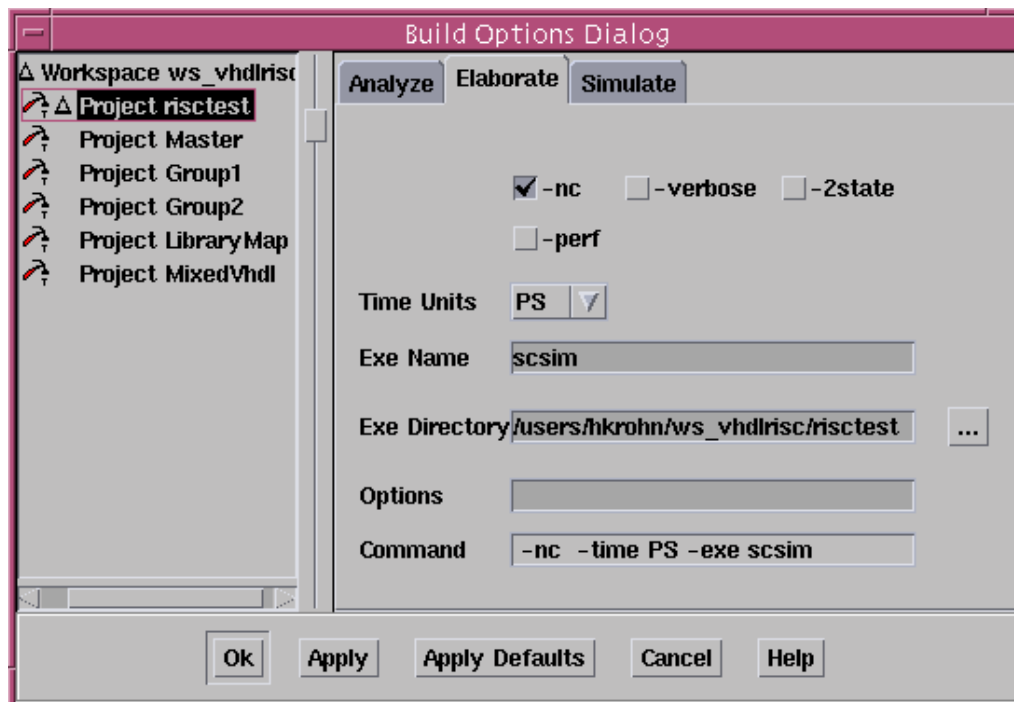 Build Options Dialog
Workspace ws_vhdlrisc
Project risctest
Project Master
Project Group1
Project Group2
Project LibraryMap
Project MixedVhdl
Analyze Elaborate Simulate
-nc -verbose -2state
-perf
Time Units PS
Exe Name scsim
Exe Directory /users/hkrohn/ws_vhdlrisc/risctest ...
Options
Command -nc -time PS -exe scsim
Ok Apply Apply Defaults Cancel Help